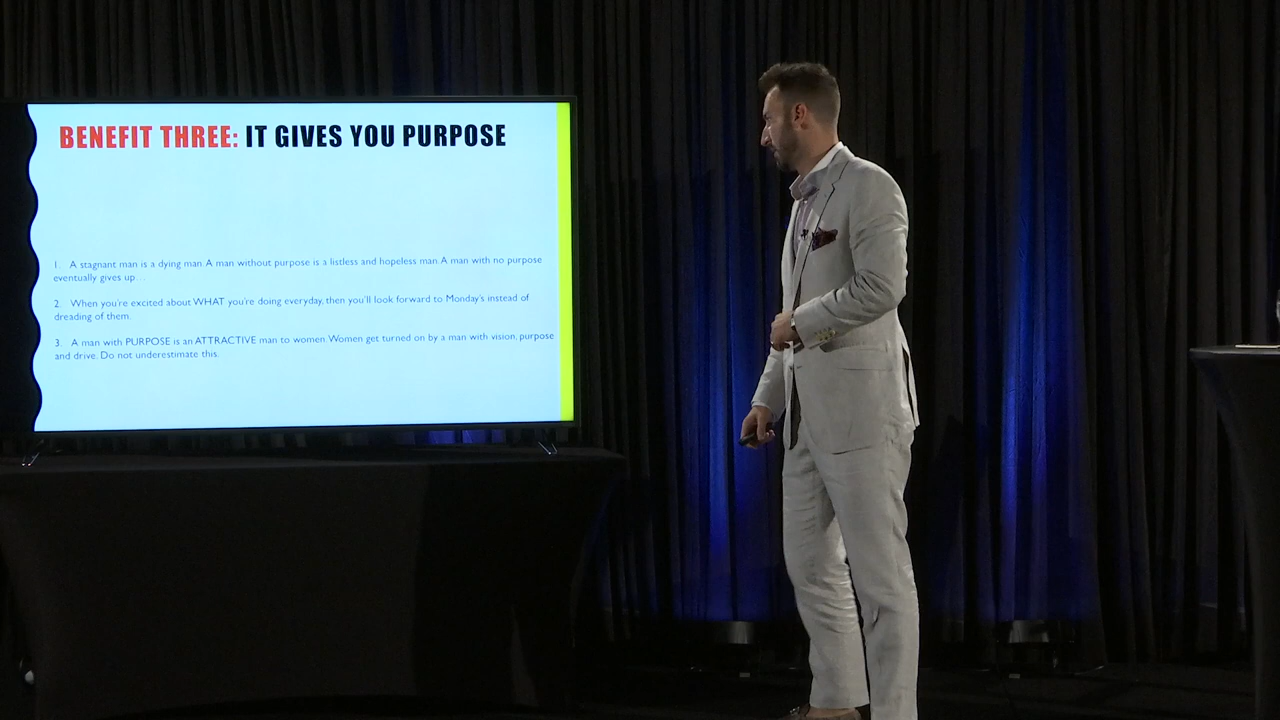 BENEFIT THREE: IT GIVES YOU PURPOSE
1. A stagnant man is a dying man. A man without purpose is a listless and hopeless man. A man with no purpose
eventually gives up…
2. When you're excited about WHAT you're doing everyday, then you'll look forward to Monday's instead of
dreading of them.
3. A man with PURPOSE is an ATTRACTIVE man to women. Women get turned on by a man with vision, purpose
and drive. Do not underestimate this.